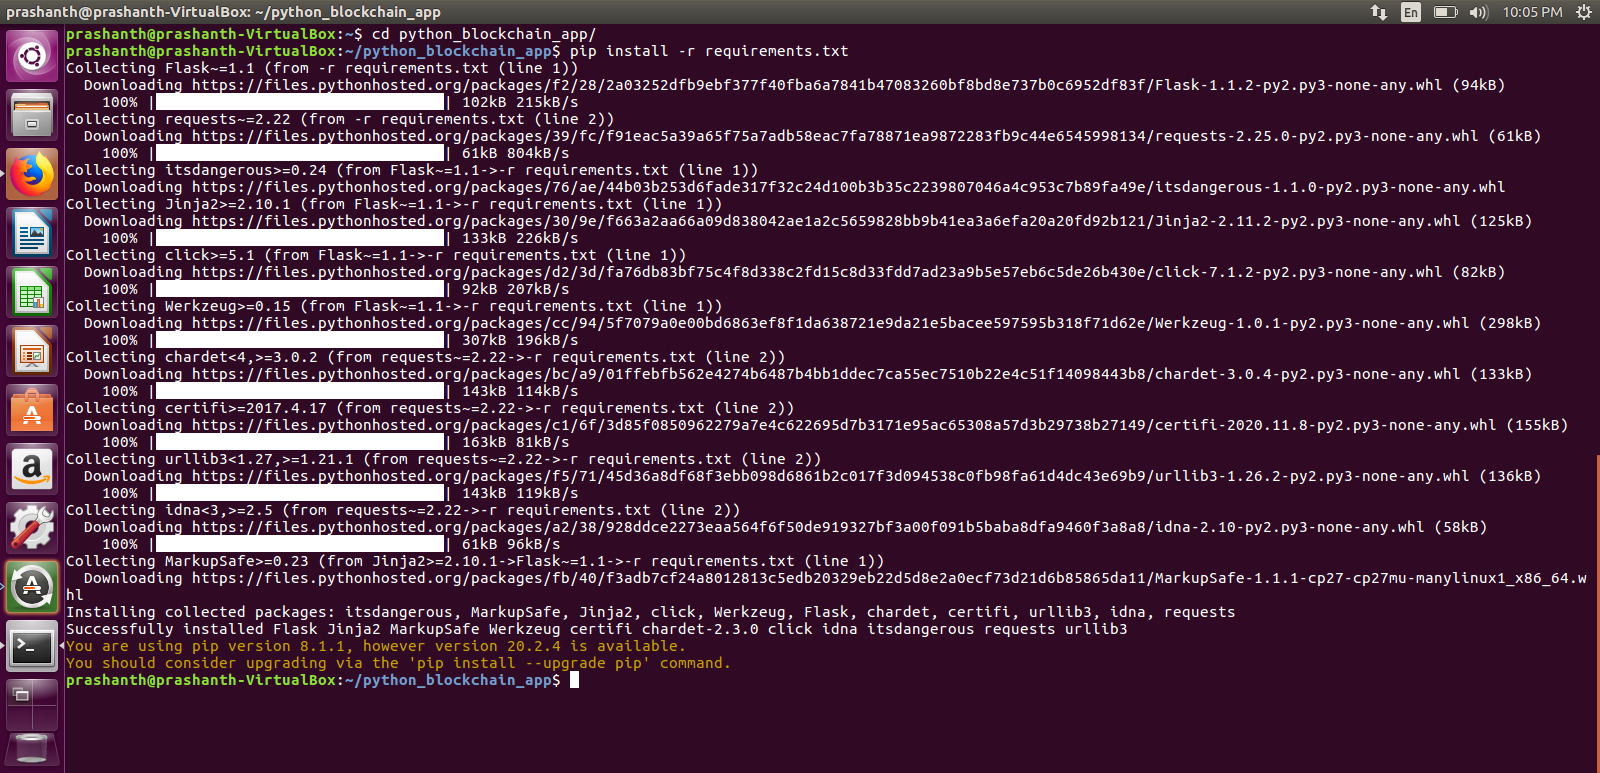 prashanth@prashanth-VirtualBox: ~/python_blockchain_app
En
10:05 PM
prashanth@prashanth-VirtualBox:~$ cd python_blockchain_app/
prashanth@prashanth-VirtualBox:~/python_blockchain_app$ pip install -r requirements.txt
Collecting Flask~=1.1 (from -r requirements.txt (line 1))
  Downloading https://files.pythonhosted.org/packages/f2/28/2a03252dfb9ebf377f40fba6a7841b47083260bf8bd8e737b0c6952df83f/Flask-1.1.2-py2.py3-none-any.whl (94kB)
    100% |                                | 102kB 215kB/s
Collecting requests~=2.22 (from -r requirements.txt (line 2))
  Downloading https://files.pythonhosted.org/packages/39/fc/f91eac5a39a65f75a7adb58eac7fa78871ea9872283fb9c44e6545998134/requests-2.25.0-py2.py3-none-any.whl (61kB)
    100% |                                | 61kB 804kB/s
Collecting itsdangerous>=0.24 (from Flask~=1.1->-r requirements.txt (line 1))
  Downloading https://files.pythonhosted.org/packages/76/ae/44b03b253d6fade317f32c24d100b3b35c2239807046a4c953c7b89fa49e/itsdangerous-1.1.0-py2.py3-none-any.whl
Collecting Jinja2>=2.10.1 (from Flask~=1.1->-r requirements.txt (line 1))
  Downloading https://files.pythonhosted.org/packages/30/9e/f663a2aa66a09d838042ae1a2c5659828bb9b41ea3a6efa20a20fd92b121/Jinja2-2.11.2-py2.py3-none-any.whl (125kB)
    100% |                                | 133kB 226kB/s
Collecting click>=5.1 (from Flask~=1.1->-r requirements.txt (line 1))
  Downloading https://files.pythonhosted.org/packages/d2/3d/fa76db83bf75c4f8d338c2fd15c8d33fdd7ad23a9b5e57eb6c5de26b430e/click-7.1.2-py2.py3-none-any.whl (82kB)
    100% |                                | 92kB 207kB/s
Collecting Werkzeug>=0.15 (from Flask~=1.1->-r requirements.txt (line 1))
  Downloading https://files.pythonhosted.org/packages/cc/94/5f7079a0e00bd6863ef8f1da638721e9da21e5bacee597595b318f71d62e/Werkzeug-1.0.1-py2.py3-none-any.whl (298kB)
    100% |                                | 307kB 196kB/s
Collecting chardet<4,>=3.0.2 (from requests~=2.22->-r requirements.txt (line 2))
  Downloading https://files.pythonhosted.org/packages/bc/a9/01ffebfb562e4274b6487b4bb1ddec7ca55ec7510b22e4c51f14098443b8/chardet-3.0.4-py2.py3-none-any.whl (133kB)
    100% |                                | 143kB 114kB/s
Collecting certifi>=2017.4.17 (from requests~=2.22->-r requirements.txt (line 2))
  Downloading https://files.pythonhosted.org/packages/c1/6f/3d85f0850962279a7e4c622695d7b3171e95ac65308a57d3b29738b27149/certifi-2020.11.8-py2.py3-none-any.whl (155kB)
    100% |                                | 163kB 81kB/s
Collecting urllib3<1.27,>=1.21.1 (from requests~=2.22->-r requirements.txt (line 2))
  Downloading https://files.pythonhosted.org/packages/f5/71/45d36a8df68f3ebb098d6861b2c017f3d094538c0fb98fa61d4dc43e69b9/urllib3-1.26.2-py2.py3-none-any.whl (136kB)
    100% |                                | 143kB 119kB/s
Collecting idna<3,>=2.5 (from requests~=2.22->-r requirements.txt (line 2))
  Downloading https://files.pythonhosted.org/packages/a2/38/928ddce2273eaa564f6f50de919327bf3a00f091b5baba8dfa9460f3a8a8/idna-2.10-py2.py3-none-any.whl (58kB)
    100% |                                | 61kB 96kB/s
Collecting MarkupSafe>=0.23 (from Jinja2>=2.10.1->Flask~=1.1->-r requirements.txt (line 1))
  Downloading https://files.pythonhosted.org/packages/fb/40/f3adb7cf24a8012813c5edb20329eb22d5d8e2a0ecf73d21d6b85865da11/MarkupSafe-1.1.1-cp27-cp27mu-manylinux1_x86_64.w
hl
Installing collected packages: itsdangerous, MarkupSafe, Jinja2, click, Werkzeug, Flask, chardet, certifi, urllib3, idna, requests
Successfully installed Flask Jinja2 MarkupSafe Werkzeug certifi chardet-2.3.0 click idna itsdangerous requests urllib3
You are using pip version 8.1.1, however version 20.2.4 is available.
You should consider upgrading via the 'pip install --upgrade pip' command.
prashanth@prashanth-VirtualBox:~/python_blockchain_app$